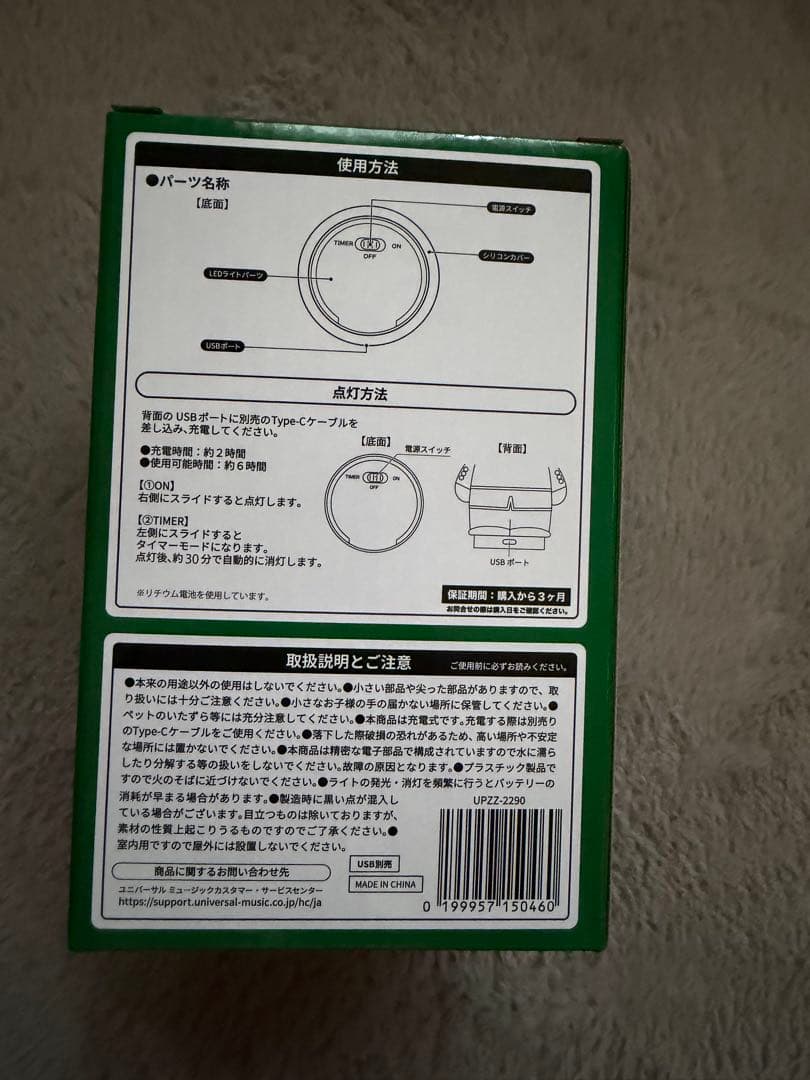 使用方法
●パーツ名称
【底面】
電源スイッチ
TIMER
ON
OFF
シリコンカバー
LEDライトパーツ
USBポート
点灯方法
背面の USBポートに別売のType-Cケーブルを
差し込み、充電してください。
●充電時間：約２時間
●使用可能時間：約６時間
【①ON】
右側にスライドすると点灯します。
【②TIMER】
左側にスライドすると
タイマーモードになります。
点灯後、約30分で自動的に消灯します。
【底面】
電源スイッチ
TIMER
ON
OFF
【背面】
USBポート
※リチウム電池を使用しています。
保証期間：購入から３ヶ月
お問合せの際は購入日をご確認ください。
取扱説明とご注意
ご使用前に必ずお読みください。
●本来の用途以外の使用はしないでください。●小さい部品や尖った部品がありますので、取
り扱いには十分ご注意ください。●小さなお子様の手の届かない場所に保管してください。●
ペットのいたずら等には充分注意してください。●本商品は充電式です。充電する際は別売り
のType-Cケーブルをご使用ください。●落下した際破損の恐れがあるため、高い場所や不安定
な場所には置かないでください。●本商品は精密な電子部品で構成されていますので水に濡ら
したり分解する等の扱いをしないでください。故障の原因となります。●プラスチック製品で
すので火のそばに近づけないでください。●ライトの発光・消灯を頻繁に行うとバッテリーの
消耗が早まる場合があります。●製造時に黒い点が混入し
ている場合がございます。目立つものは除いておりますが、
素材の性質上起こりうるものですのでご了承ください。●
室内用ですので屋外には設置しないでください。
UPZZ-2290
商品に関するお問い合わせ先
ユニバーサル ミュージックカスタマー・サービスセンター
https://support.universal-music.co.jp/hc/ja
USB別売
MADE IN CHINA
0 199957 150460